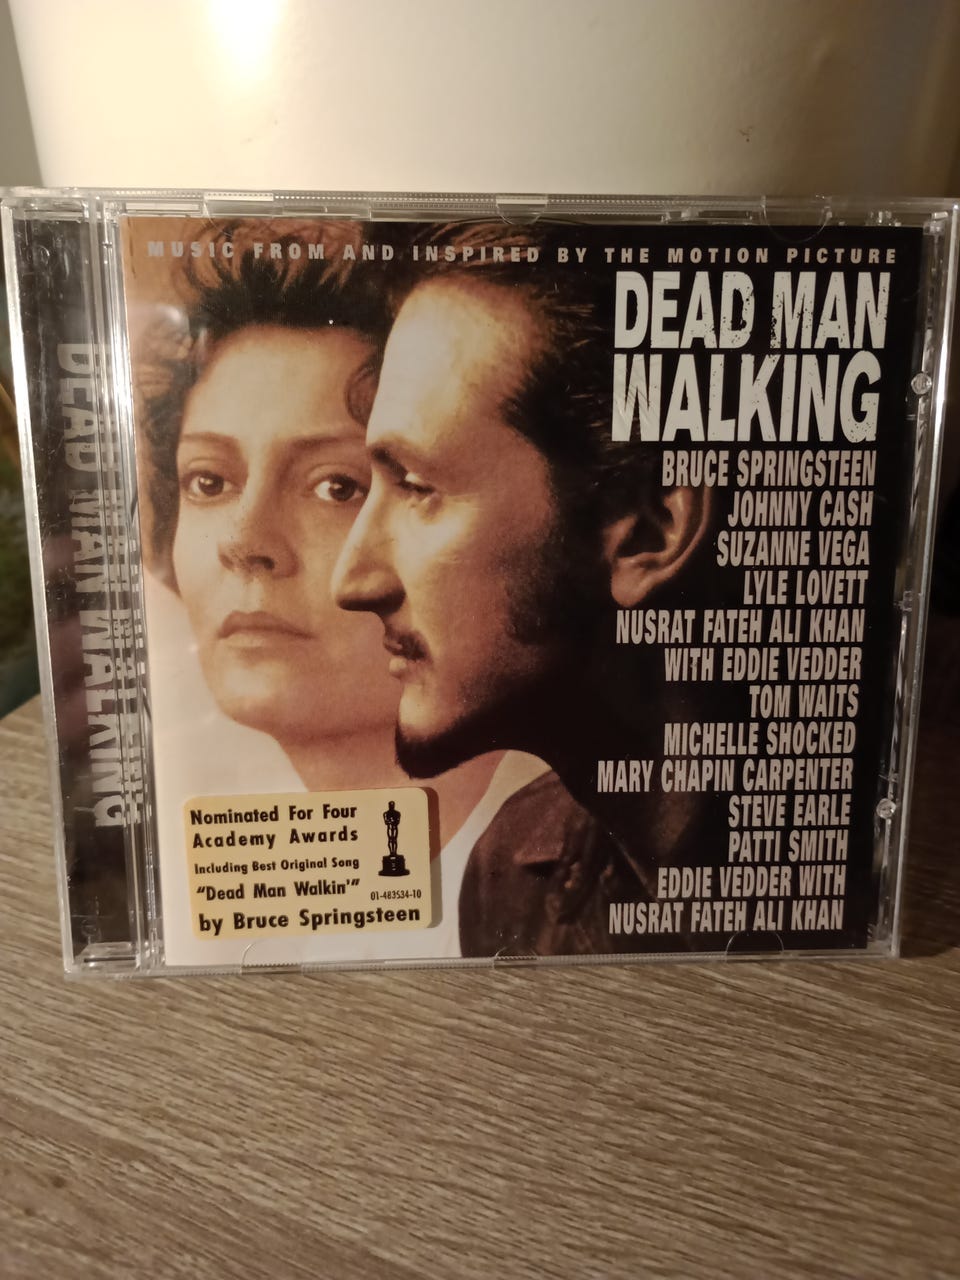 MUSIC FROM AND INSPIRED BY THE MOTION PICTURE
DEAD MAN
WALKING
BRUCE SPRINGSTEEN
JOHNNY CASH
SUZANNE VEGA
LYLE LOVETT
NUSRAT FATEH ALI KHAN
WITH EDDIE VEDDER
TOM WAITS
MICHELLE SHOCKED
MARY CHAPIN CARPENTER
STEVE EARLE
PATTI SMITH
EDDIE VEDDER WITH
NUSRAT FATEH ALI KHAN
Nominated For Four
Academy Awards
Including Best Original Song
"Dead Man Walkin'"
01-483534-10
by Bruce Springsteen
DEAD MAN WALKING